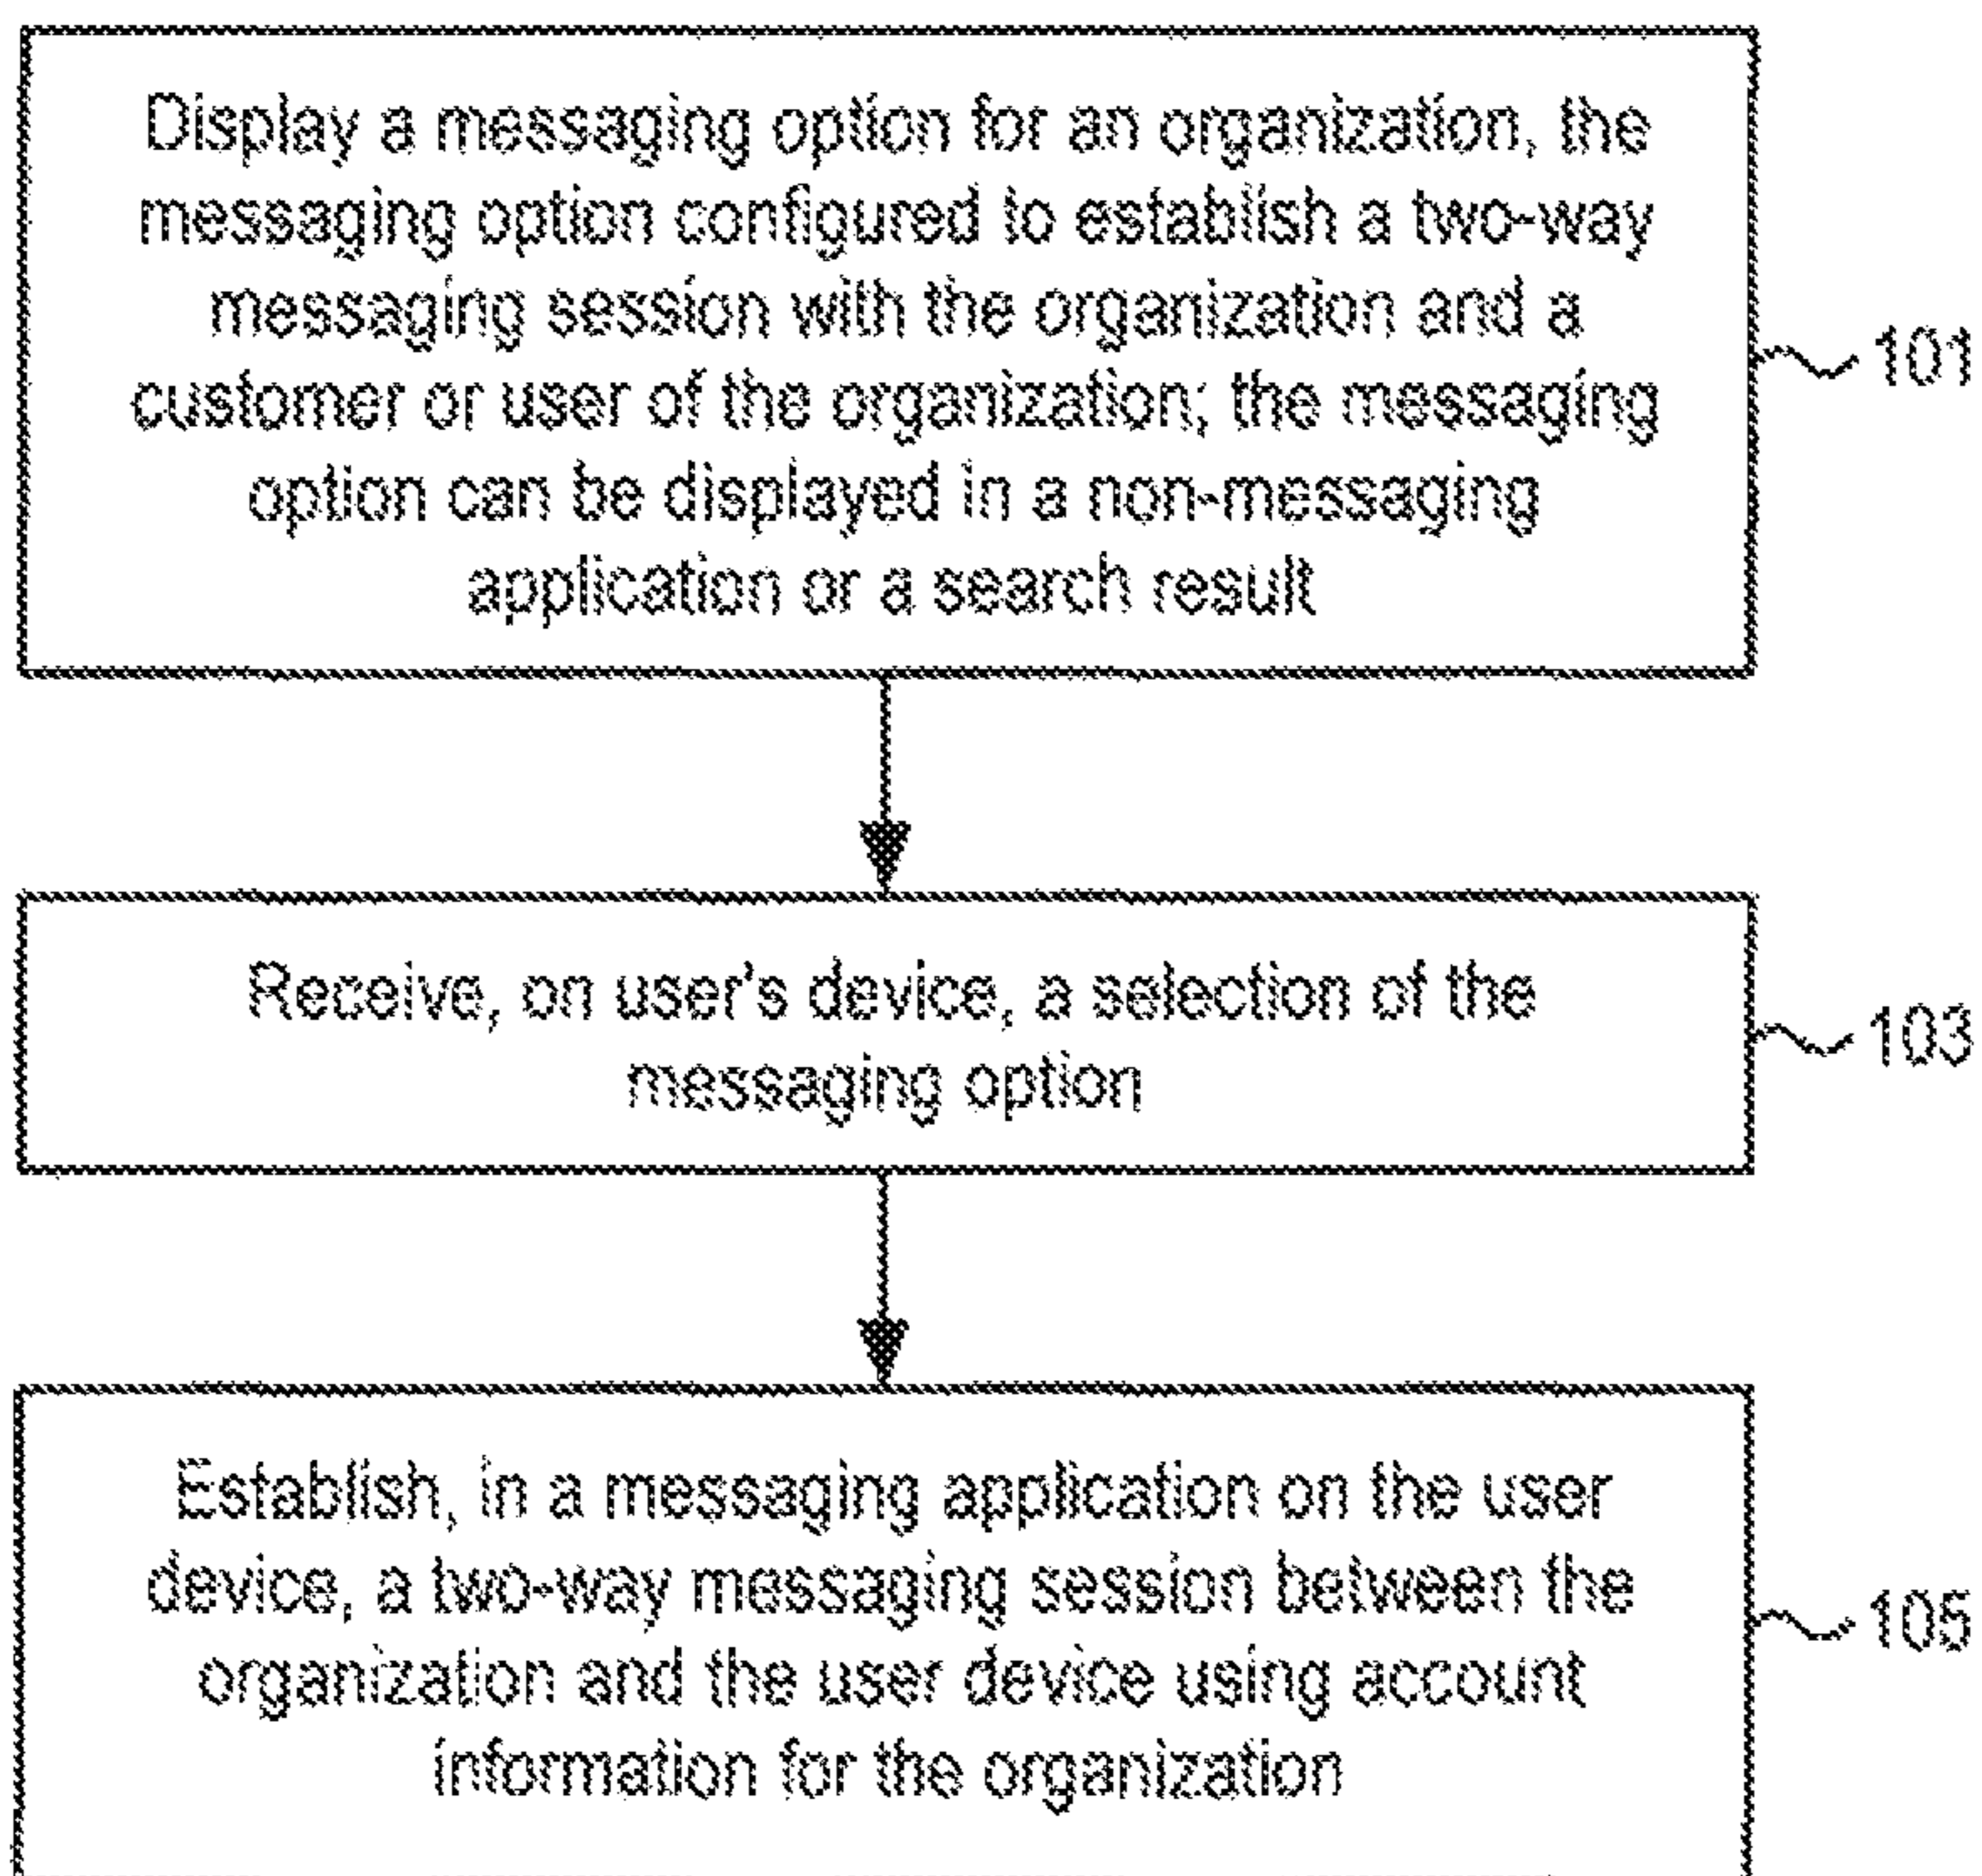 Display a messaging option for an organization, the
messaging option configured to establish a two-way
messaging session with the organization and a
customer or user of the organization; the messaging
option can be displayed in a non-messaging
application or a search result
101
Receive, on user's device, a selection of the
messaging option
103
Establish, in a messaging application on the user
device, a two-way messaging session between the
organization and the user device using account
information for the organization
105